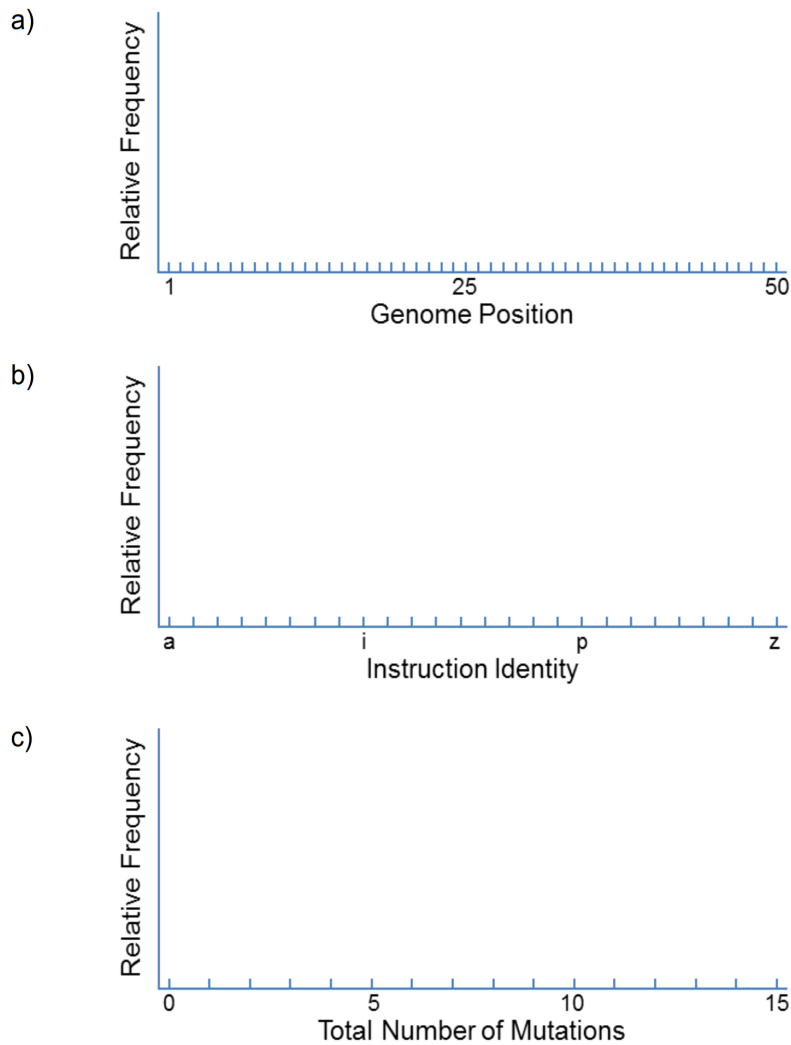 a)
Relative Frequency
1 25 50
Genome Position
b)
Relative Frequency
a i p z
Instruction Identity
c)
Relative Frequency
0 5 10 15
Total Number of Mutations